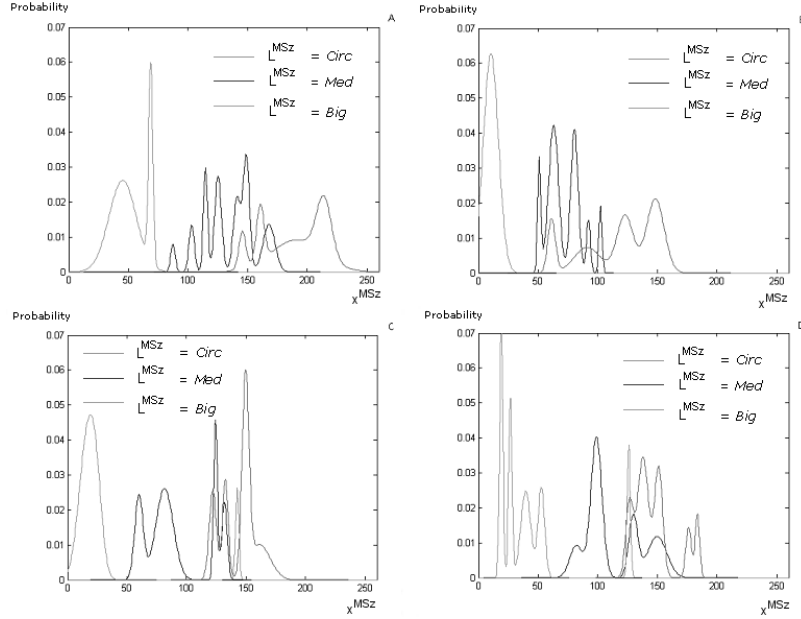 Probability
A
0.07
0.06
0.05
0.04
0.03
0.02
0.01
0
L^MSz = Circ
L^MSz = Med
L^MSz = Big
0 50 100 150 200 250
x^MSz
Probability
0.07
0.06
0.05
0.04
0.03
0.02
0.01
0
L^MSz = Circ
L^MSz = Med
L^MSz = Big
0 50 100 150 200 250
x^MSz
Probability
C
0.07
0.06
0.05
0.04
0.03
0.02
0.01
0
L^MSz = Circ
L^MSz = Med
L^MSz = Big
0 50 100 150 200 250
x^MSz
Probability
D
0.07
0.06
0.05
0.04
0.03
0.02
0.01
0
L^MSz = Circ
L^MSz = Med
L^MSz = Big
0 50 100 150 200 250
x^MSz